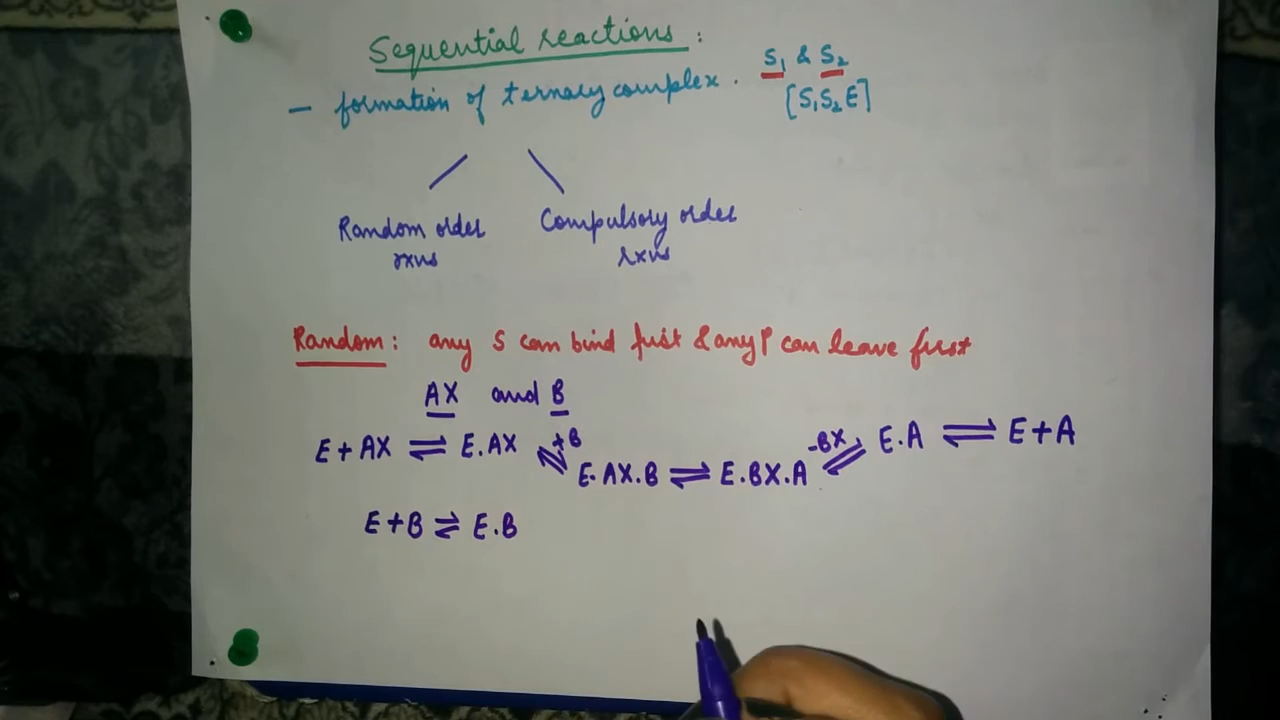 Sequential reactions :
– formation of ternary complex. S₁ & S₂
[S₁S₂E]
Random order Compulsory order
rxns rxns
Random: any S can bind first & any P can leave first
AX and B
E + AX ⇌ E.AX ⇌ +B E.AX.B ⇌ E.BX.A ⇌ -BX E.A ⇌ E+A
E+B ⇌ E.B